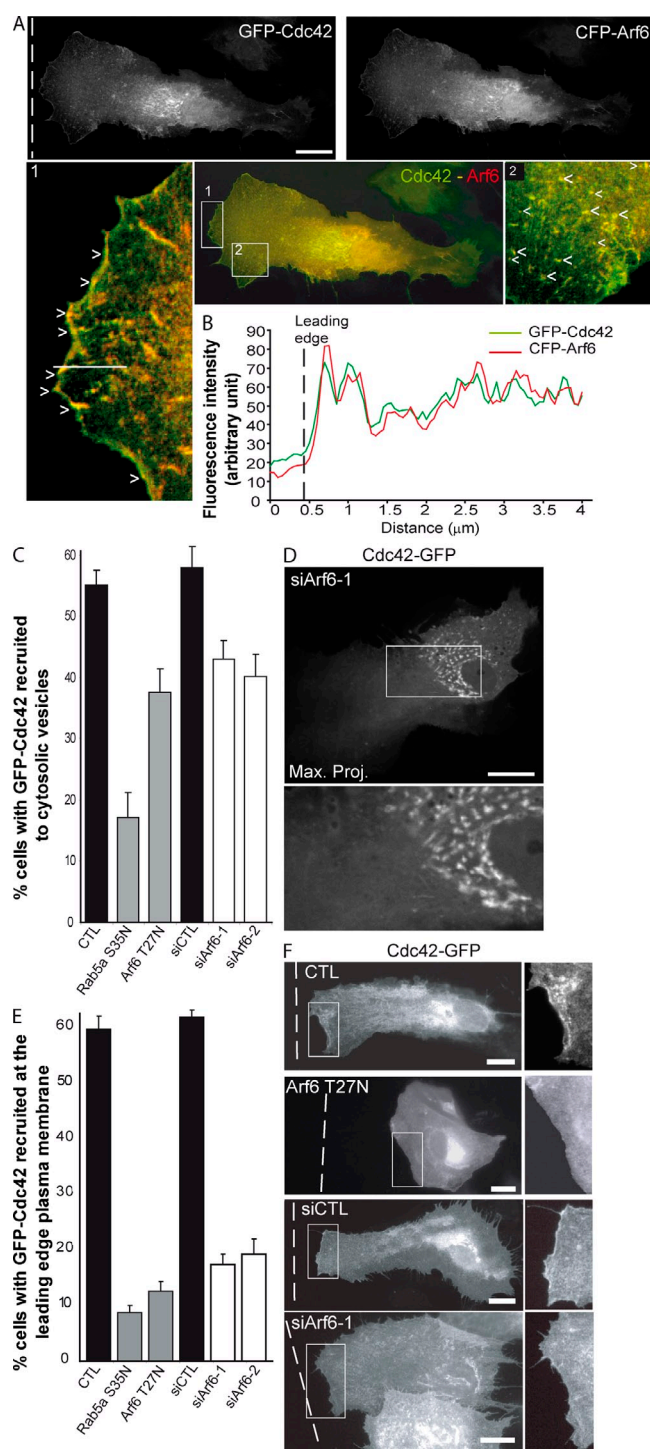 A
GFP-Cdc42
CFP-Arf6
1
Cdc42 - Arf6
1
2
2
B
Leading
edge
GFP-Cdc42
CFP-Arf6
Fluorescence intensity
(arbitrary unit)
90
80
70
60
50
40
30
20
10
0
0 0.5 1 1.5 2 2.5 3 3.5 4
Distance (μm)
C
% cells with GFP-Cdc42 recruited
to cytosolic vesicles
60
50
40
30
20
10
0
CTL
Rab5a S35N
Arf6 T27N
siCTL
siArf6-1
siArf6-2
D
Cdc42-GFP
siArf6-1
Max. Proj.
E
% cells with GFP-Cdc42 recruited at the
leading edge plasma membrane
60
50
40
30
20
10
0
CTL
Rab5a S35N
Arf6 T27N
siCTL
siArf6-1
siArf6-2
F
Cdc42-GFP
CTL
Arf6 T27N
siCTL
siArf6-1